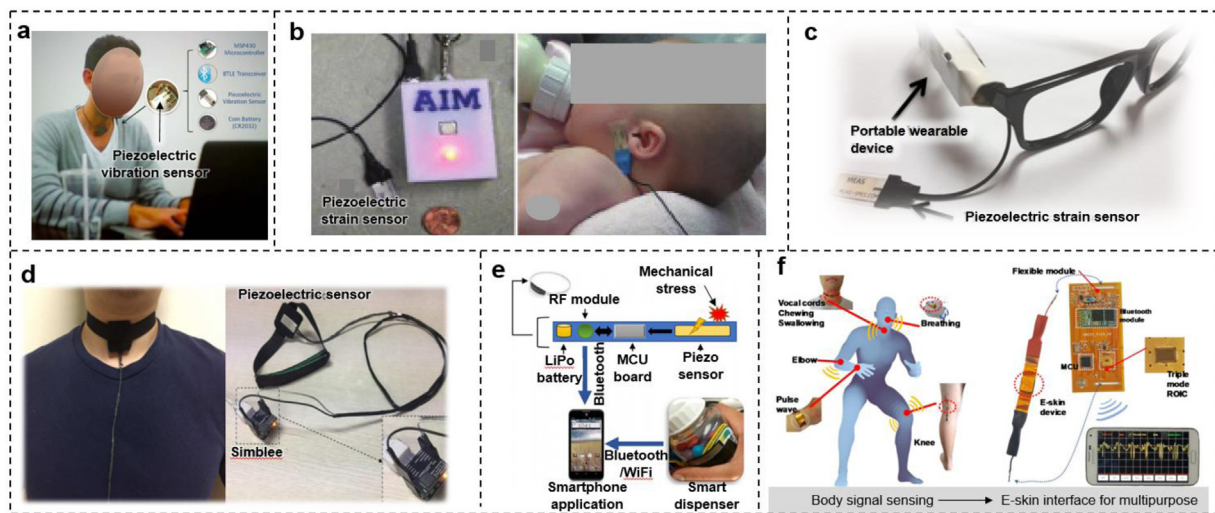 a
MSP430
Microcontroller
BTLE Transceiver
Piezoelectric
Vibration Sensor
Coin Battery
(CR2032)
Piezoelectric
vibration sensor
b
AIM
Piezoelectric
strain sensor
c
Portable wearable
device
MEAS
Piezoelectric strain sensor
d
Piezoelectric sensor
Simblee
e
Mechanical
stress
RF module
LiPo
battery
Bluetooth
MCU
board
Piezo
sensor
Bluetooth
/WiFi
Smartphone
application
Smart
dispenser
f
Flexible module
Vocal cords
Chewing
Swallowing
Breathing
Bluetooth
module
Elbow
MCU
Triple
mode
ROIC
Pulse
wave
E-skin
device
Knee
Body signal sensing
E-skin interface for multipurpose